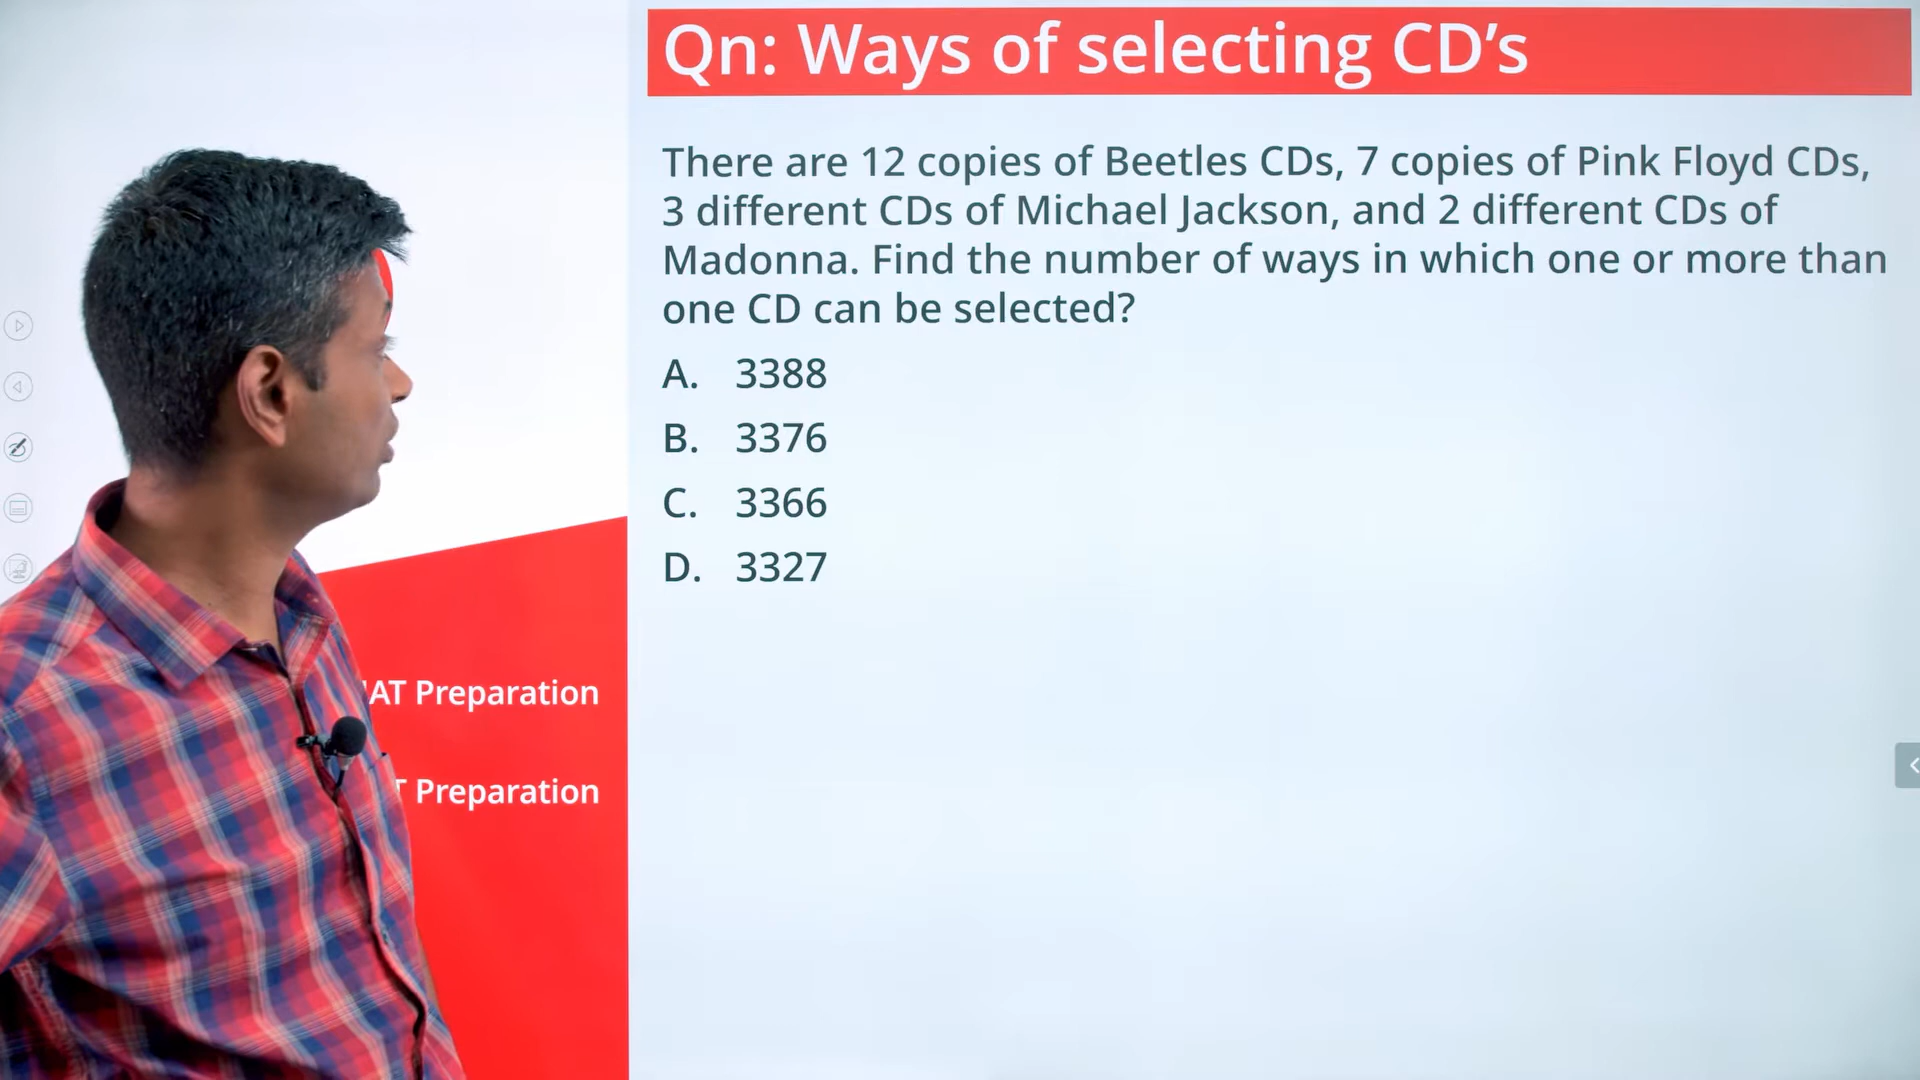 Qn: Ways of selecting CD’s
There are 12 copies of Beetles CDs, 7 copies of Pink Floyd CDs,
3 different CDs of Michael Jackson, and 2 different CDs of
Madonna. Find the number of ways in which one or more than
one CD can be selected?
A. 3388
B. 3376
C. 3366
D. 3327
AT Preparation
T Preparation